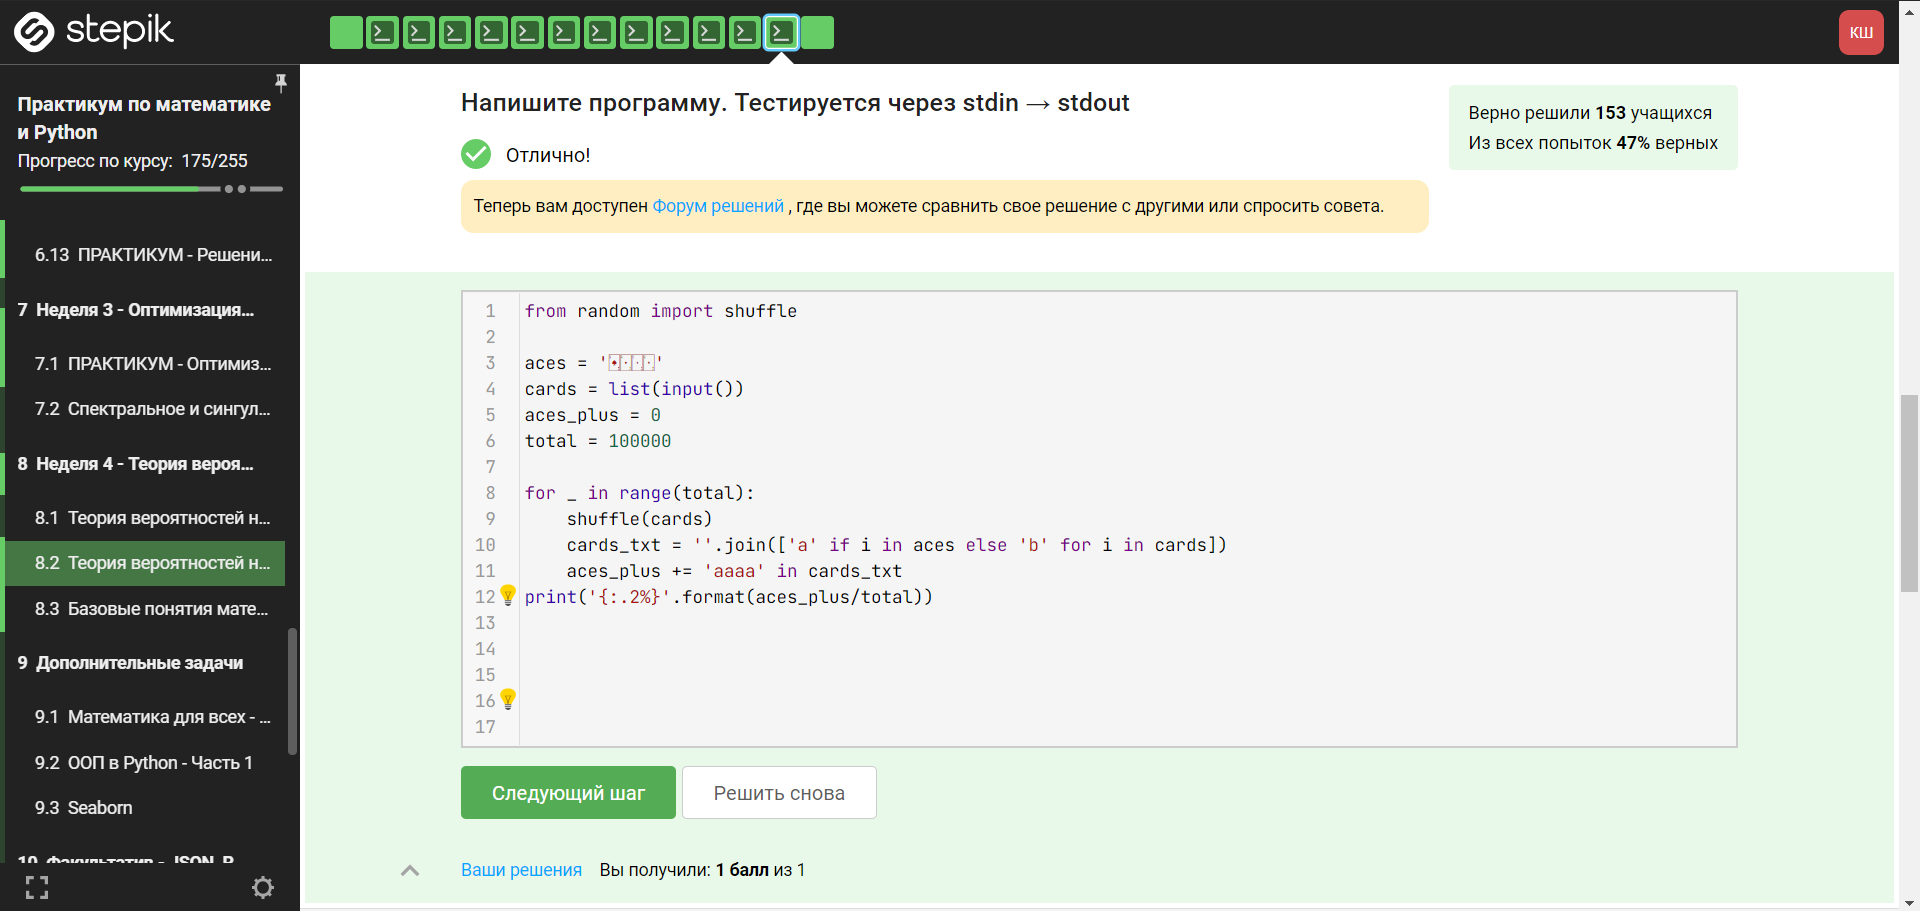 stepik
КШ
Практикум по математике
и Python
Прогресс по курсу: 175/255
6.13 ПРАКТИКУМ - Решени...
7 Неделя 3 - Оптимизация...
7.1 ПРАКТИКУМ - Оптимиз...
7.2 Спектральное и сингул...
8 Неделя 4 - Теория вероя...
8.1 Теория вероятностей н...
8.2 Теория вероятностей н...
8.3 Базовые понятия мате...
9 Дополнительные задачи
9.1 Математика для всех - ...
9.2 ООП в Python - Часть 1
9.3 Seaborn
10 Факультатив - JSON, P
Напишите программу. Тестируется через stdin → stdout
Отлично!
Верно решили 153 учащихся
Из всех попыток 47% верных
Теперь вам доступен Форум решений , где вы можете сравнить свое решение с другими или спросить совета.
1 from random import shuffle
2
3 aces = ''
4 cards = list(input())
5 aces_plus = 0
6 total = 100000
7
8 for _ in range(total):
9 shuffle(cards)
10 cards_txt = ''.join(['a' if i in aces else 'b' for i in cards])
11 aces_plus += 'aaaa' in cards_txt
12 print('{:.2%}'.format(aces_plus/total))
13
14
15
16
17
Следующий шаг
Решить снова
Ваши решения Вы получили: 1 балл из 1